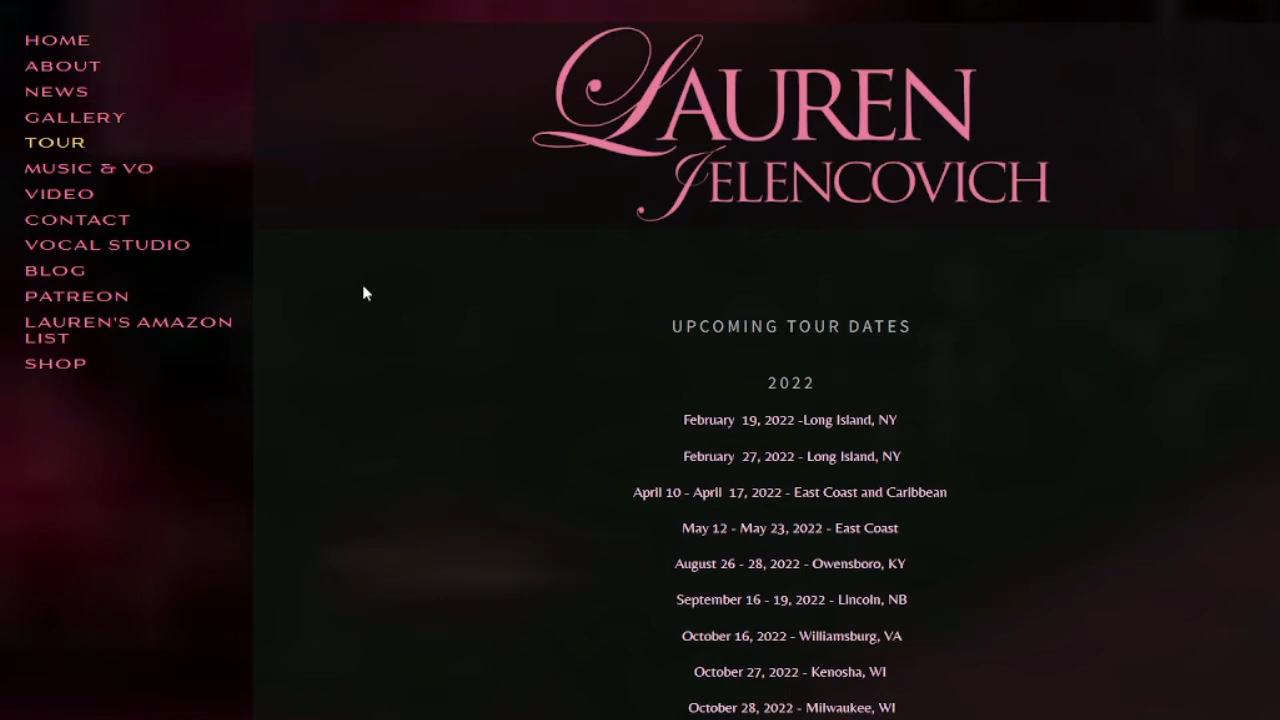 HOME
ABOUT
NEWS
GALLERY
TOUR
MUSIC & VO
VIDEO
CONTACT
VOCAL STUDIO
BLOG
PATREON
LAUREN'S AMAZON
LIST
SHOP
LAUREN
JELENCOVICH
UPCOMING TOUR DATES
2022
February 19, 2022 -Long Island, NY
February 27, 2022 - Long Island, NY
April 10 - April 17, 2022 - East Coast and Caribbean
May 12 - May 23, 2022 - East Coast
August 26 - 28, 2022 - Owensboro, KY
September 16 - 19, 2022 - Lincoln, NB
October 16, 2022 - Williamsburg, VA
October 27, 2022 - Kenosha, WI
October 28, 2022 - Milwaukee, WI